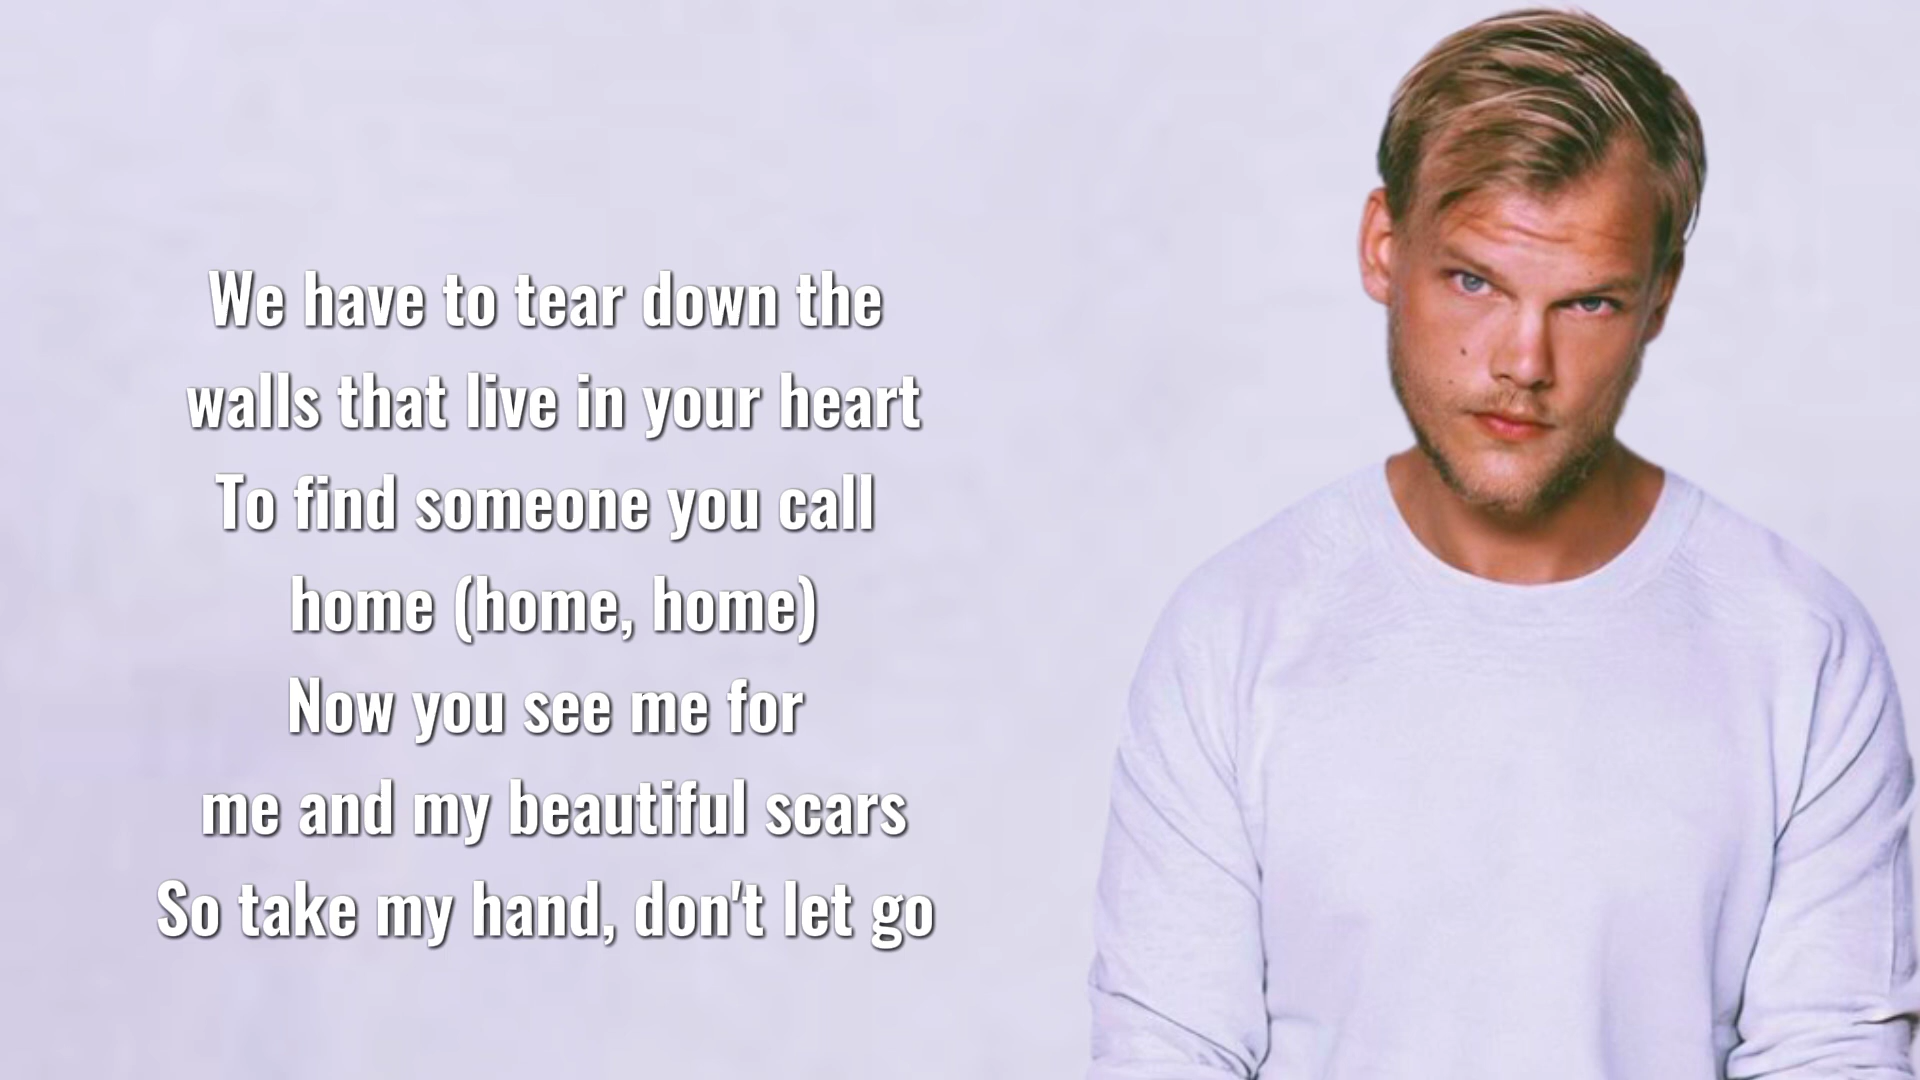 We have to tear down the
walls that live in your heart
To find someone you call
home (home, home)
Now you see me for
me and my beautiful scars
So take my hand, don't let go